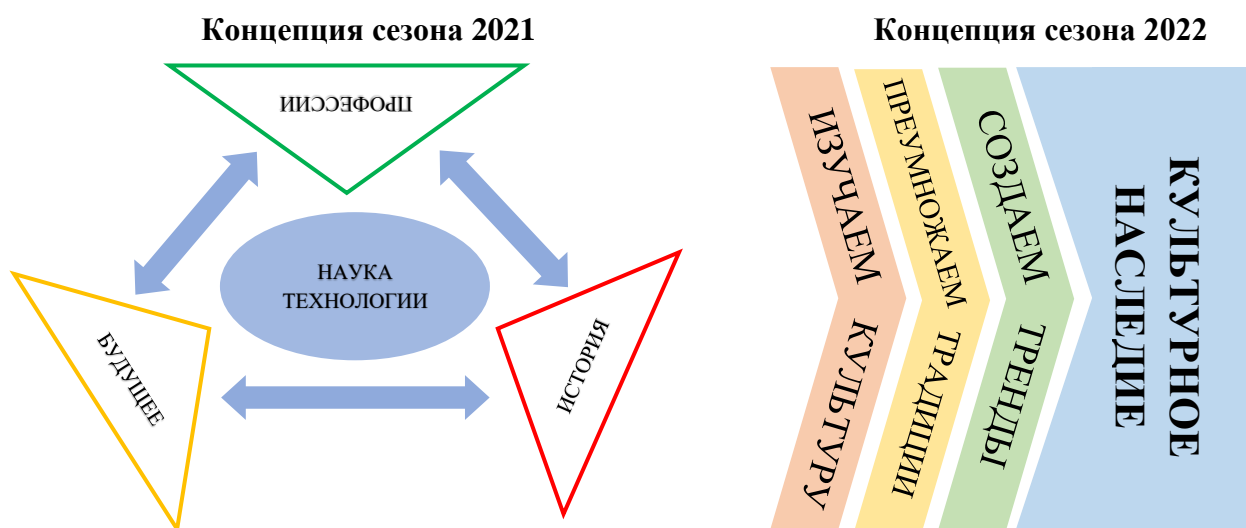 Концепция сезона 2021
ПРОФЕССИИ
НАУКА
ТЕХНОЛОГИИ
БУДУЩЕЕ
ИСТОРИЯ
Концепция сезона 2022
ИЗУЧАЕМ КУЛЬТУРУ
ПРЕУМНОЖАЕМ ТРАДИЦИИ
СОЗДАЕМ ТРЕНДЫ
КУЛЬТУРНОЕ
НАСЛЕДИЕ